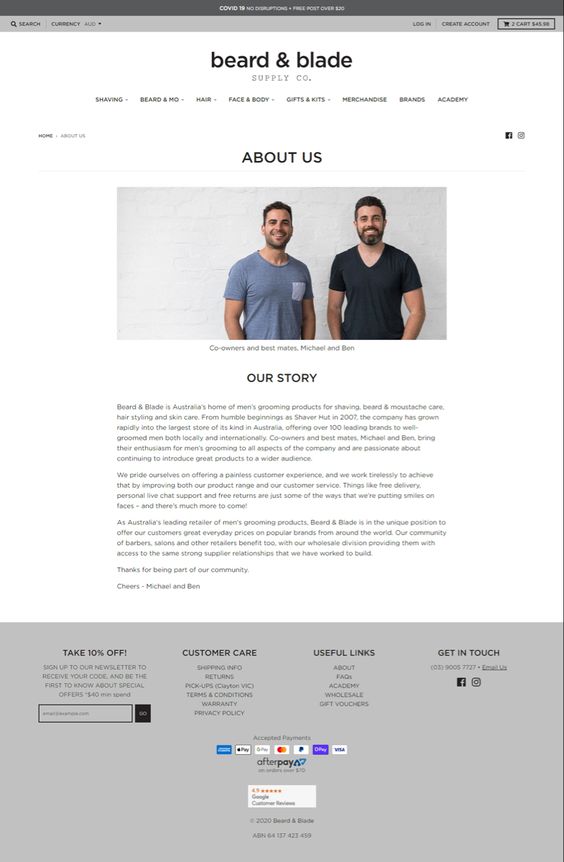 COVID 19 NO DISRUPTIONS + FREE POST OVER $20
SEARCH CURRENCY AUD LOG IN CREATE ACCOUNT 2 CART $45.98
beard & blade
SUPPLY CO.
SHAVING BEARD & MO HAIR FACE & BODY GIFTS & KITS MERCHANDISE BRANDS ACADEMY
HOME › ABOUT US
ABOUT US
Co-owners and best mates, Michael and Ben
OUR STORY
Beard & Blade is Australia's home of men's grooming products for shaving, beard & moustache care,
hair styling and skin care. From humble beginnings as Shaver Hut in 2007, the company has grown
rapidly into the largest store of its kind in Australia, offering over 100 leading brands to well-
groomed men both locally and internationally. Co-owners and best mates, Michael and Ben, bring
their enthusiasm for men's grooming to all aspects of the company and are passionate about
continuing to introduce great products to a wider audience.
We pride ourselves on offering a painless customer experience, and we work tirelessly to achieve
that by improving both our product range and our customer service. Things like free delivery,
personal live chat support and free returns are just some of the ways that we're putting smiles on
faces – and there's much more to come!
As Australia's leading retailer of men's grooming products, Beard & Blade is in the unique position to
offer our customers great everyday prices on popular brands from around the world. Our community
of barbers, salons and other retailers benefit too, with our wholesale division providing them with
access to the same strong supplier relationships that we have worked to build.
Thanks for being part of our community.
Cheers - Michael and Ben
TAKE 10% OFF!
SIGN UP TO OUR NEWSLETTER TO
RECEIVE YOUR CODE, AND BE THE
FIRST TO KNOW ABOUT SPECIAL
OFFERS *$40 min spend
email@example.com GO
CUSTOMER CARE
SHIPPING INFO
RETURNS
PICK-UPS (Clayton VIC)
TERMS & CONDITIONS
WARRANTY
PRIVACY POLICY
USEFUL LINKS
ABOUT
FAQs
ACADEMY
WHOLESALE
GIFT VOUCHERS
GET IN TOUCH
(03) 9005 7727 • Email Us
Accepted Payments
Pay G Pay Pay VISA
afterpay
on orders over $70
4.9
Google
Customer Reviews
© 2020 Beard & Blade
ABN 64 137 423 459